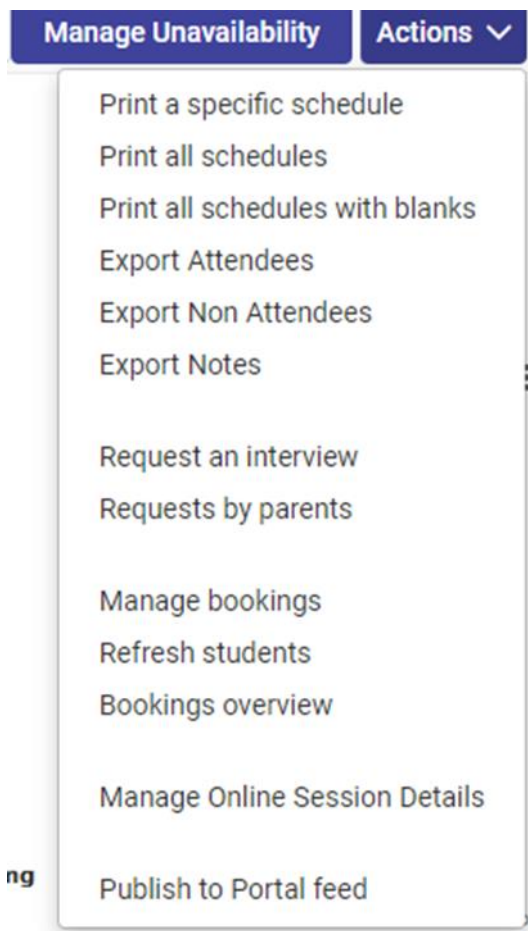 Manage Unavailability Actions
Print a specific schedule
Print all schedules
Print all schedules with blanks
Export Attendees
Export Non Attendees
Export Notes
Request an interview
Requests by parents
Manage bookings
Refresh students
Bookings overview
Manage Online Session Details
ng
Publish to Portal feed